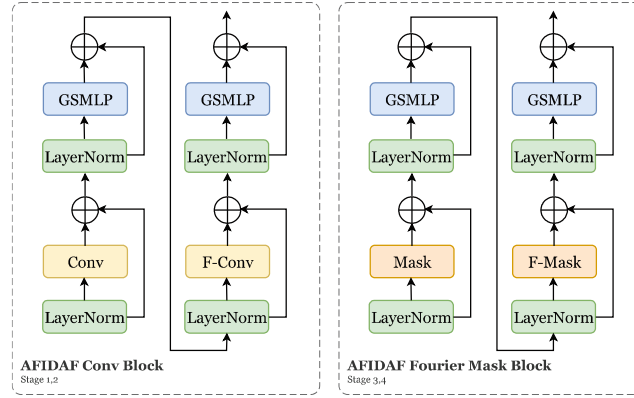 GSMLP
GSMLP
LayerNorm
LayerNorm
Conv
F-Conv
LayerNorm
LayerNorm
AFIDAF Conv Block
Stage 1,2
GSMLP
GSMLP
LayerNorm
LayerNorm
Mask
F-Mask
LayerNorm
LayerNorm
AFIDAF Fourier Mask Block
Stage 3,4